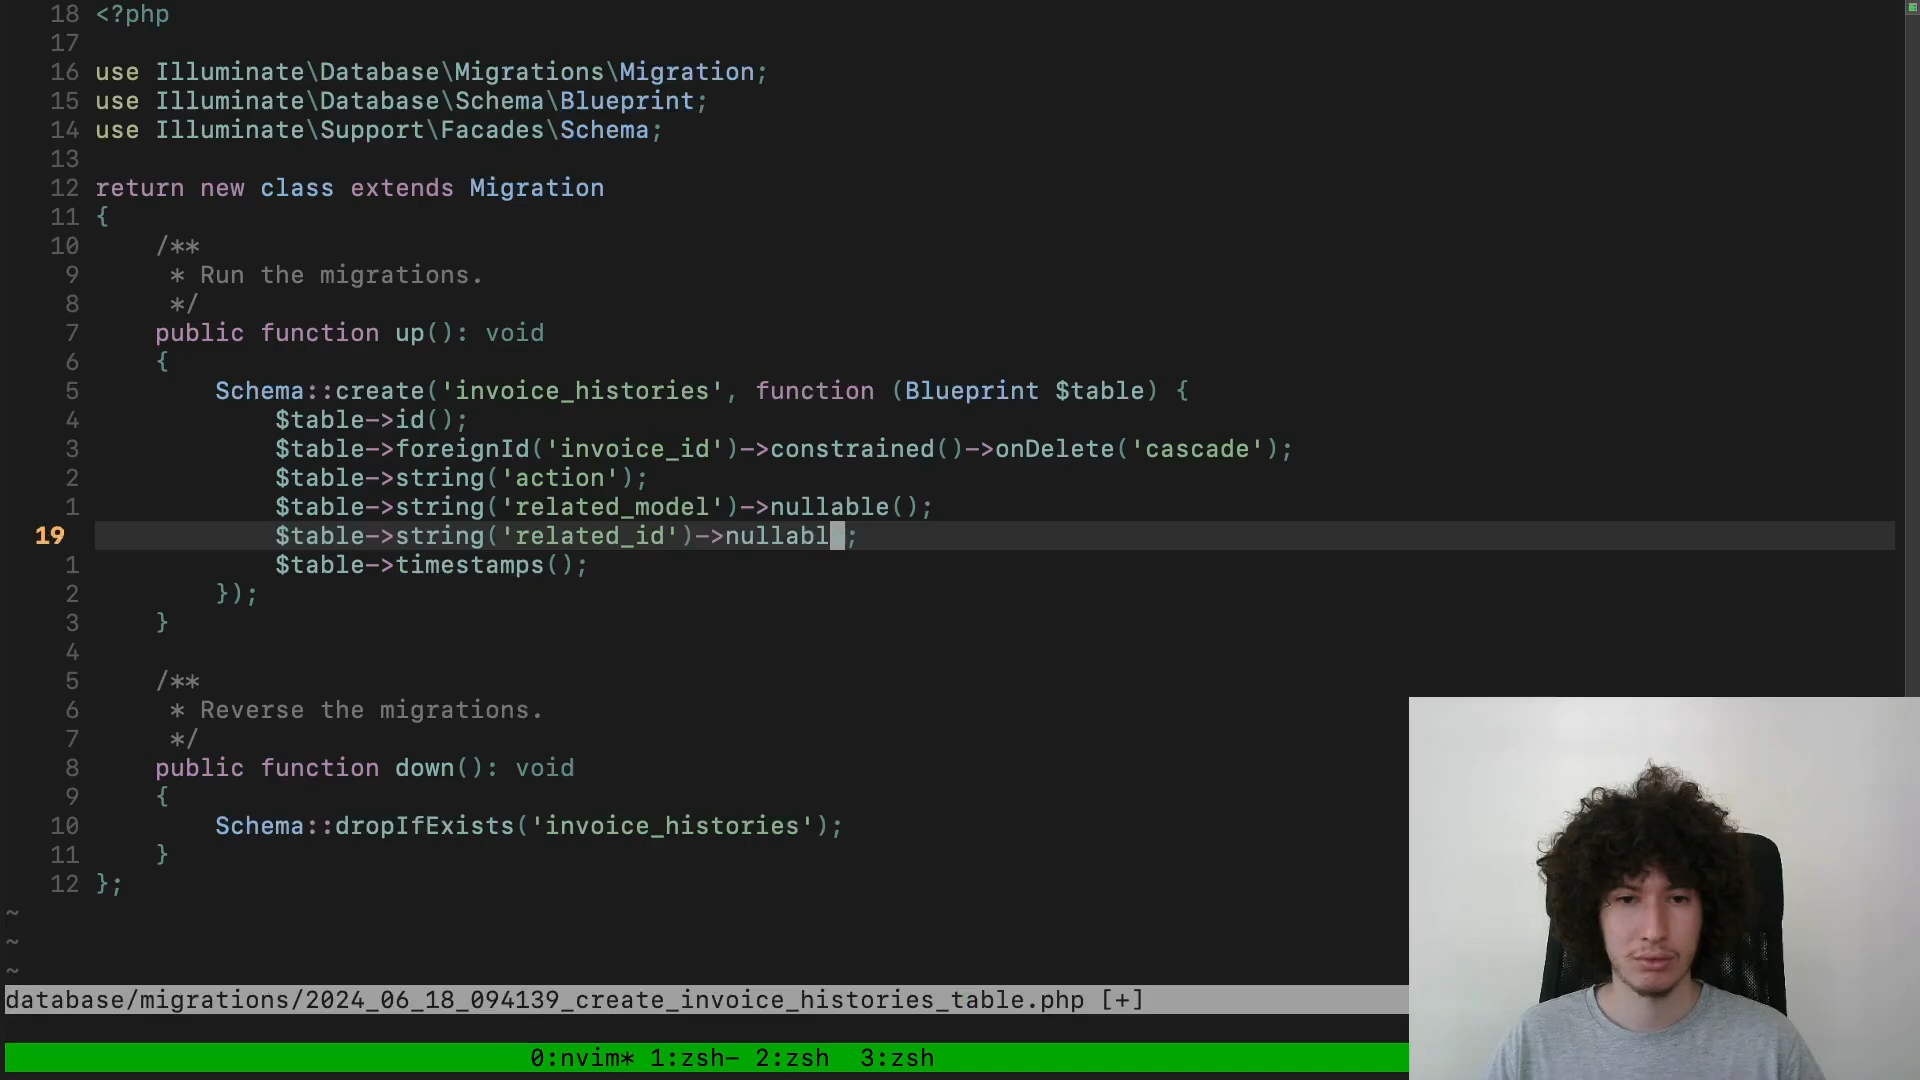 18 <?php
17
16 use Illuminate\Database\Migrations\Migration;
15 use Illuminate\Database\Schema\Blueprint;
14 use Illuminate\Support\Facades\Schema;
13
12 return new class extends Migration
11 {
10     /**
9      * Run the migrations.
8      */
7     public function up(): void
6     {
5         Schema::create('invoice_histories', function (Blueprint $table) {
4             $table->id();
3             $table->foreignId('invoice_id')->constrained()->onDelete('cascade');
2             $table->string('action');
1             $table->string('related_model')->nullable();
19             $table->string('related_id')->nullabl ;
1             $table->timestamps();
2         });
3     }
4
5     /**
6      * Reverse the migrations.
7      */
8     public function down(): void
9     {
10         Schema::dropIfExists('invoice_histories');
11     }
12 };
~
~
~
database/migrations/2024_06_18_094139_create_invoice_histories_table.php [+]
0:nvim* 1:zsh- 2:zsh  3:zsh